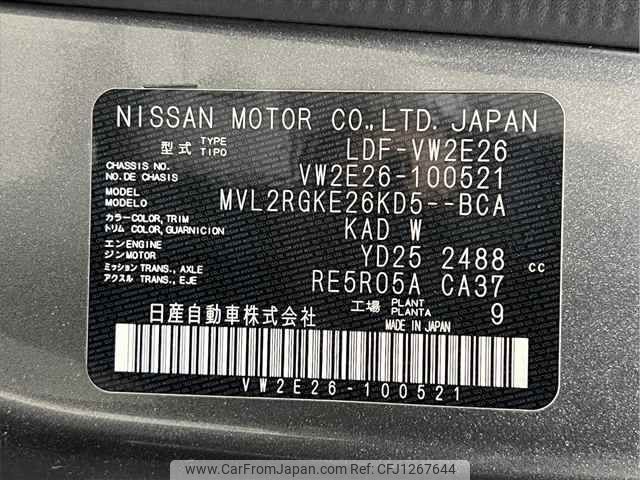 NISSAN MOTOR CO.,LTD. JAPAN
型式 TYPE TIPO LDF-VW2E26
CHASSIS NO. NO.DE CHASIS VW2E26-100521
MODEL MODELO MVL2RGKE26KD5--BCA
カラー COLOR, TRIM トリム COLOR, GUARNICION KAD W
エンジン ENGINE MOTOR YD25 2488 cc
ミッション TRANS., AXLE アクスル TRANS., EJE RE5R05A CA37
日産自動車株式会社 工場 PLANT PLANTA 9
MADE IN JAPAN
VW2E26-100521
www.CarFromJapan.com - © CarFromJapan - CFJ1267644